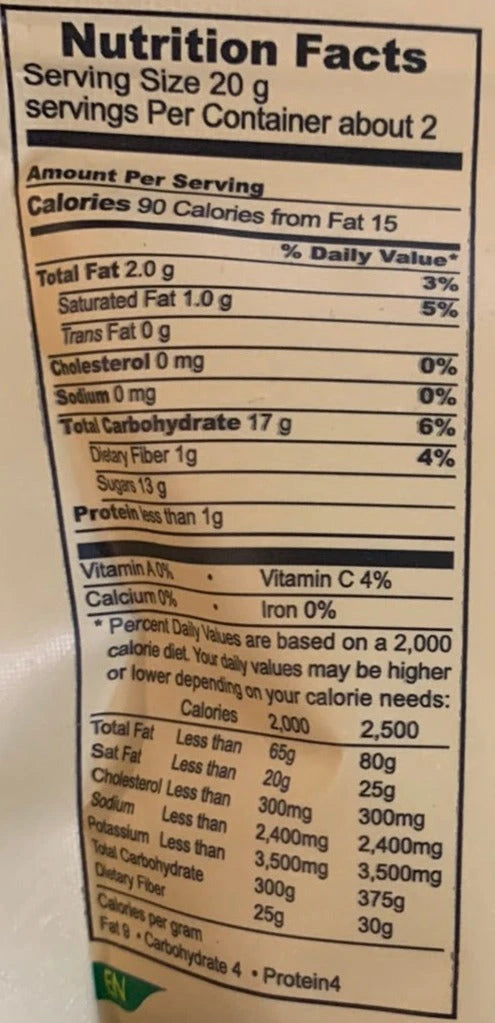 Nutrition Facts
Serving Size 20 g
servings Per Container about 2
Amount Per Serving
Calories 90 Calories from Fat 15
% Daily Value*
Total Fat 2.0 g 3%
Saturated Fat 1.0 g 5%
Trans Fat 0 g
Cholesterol 0 mg 0%
Sodium 0 mg 0%
Total Carbohydrate 17 g 6%
Dietary Fiber 1g 4%
Sugars 13 g
Protein less than 1g
Vitamin A 0% • Vitamin C 4%
Calcium 0% • Iron 0%
* Percent Daily Values are based on a 2,000
calorie diet. Your daily values may be higher
or lower depending on your calorie needs:
Calories 2,000 2,500
Total Fat Less than 65g 80g
Sat Fat Less than 20g 25g
Cholesterol Less than 300mg 300mg
Sodium Less than 2,400mg 2,400mg
Potassium Less than 3,500mg 3,500mg
Total Carbohydrate 300g 375g
Dietary Fiber 25g 30g
Calories per gram
Fat 9 • Carbohydrate 4 • Protein4
EN